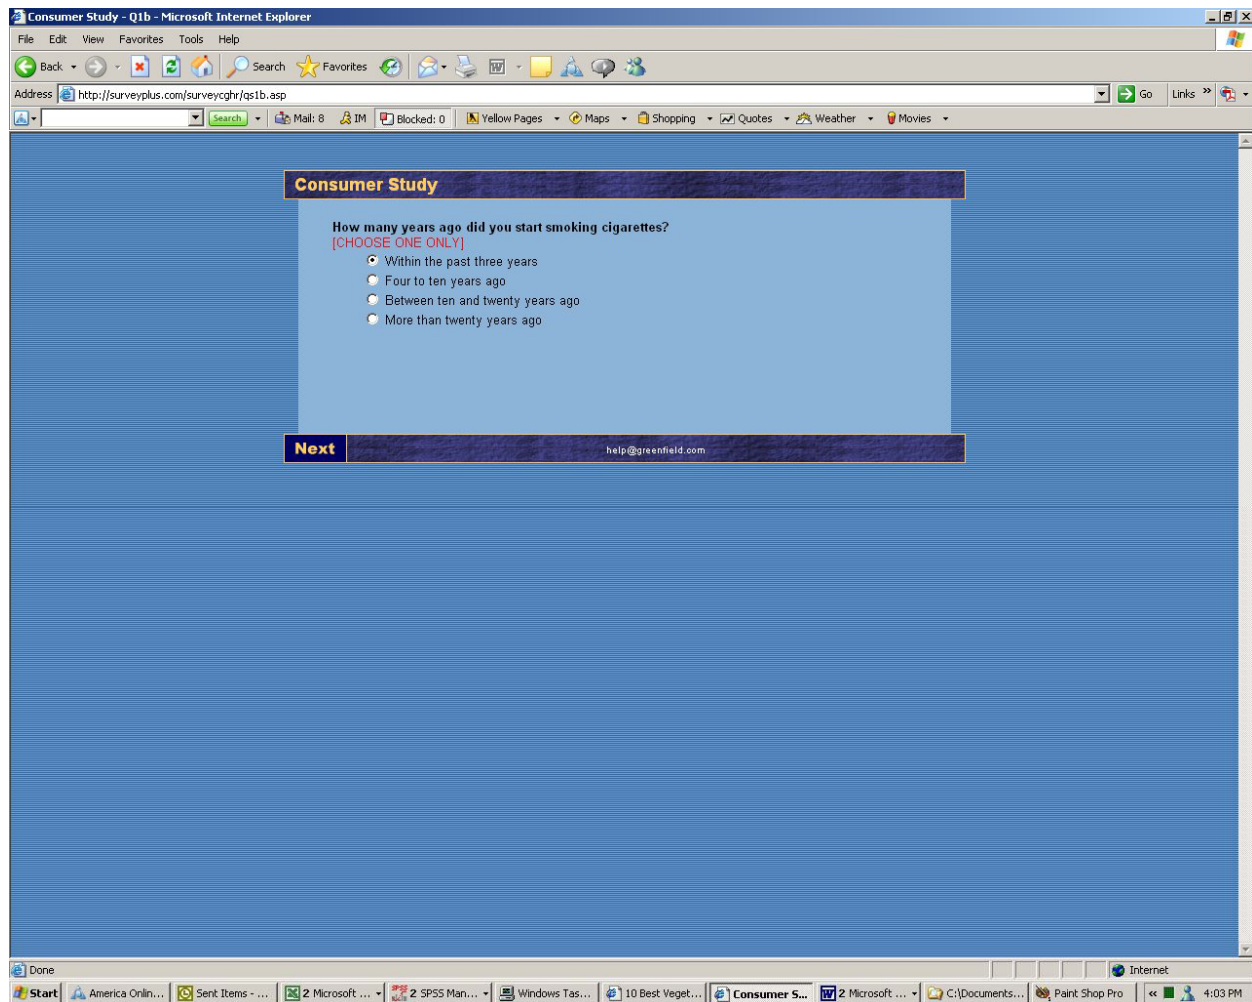 Consumer Study - Q1b - Microsoft Internet Explorer
File Edit View Favorites Tools Help
Back Search Favorites
Address http://surveyplus.com/surveycghr/qs1b.asp Go Links »
Search Mail: 8 IM Blocked: 0 Yellow Pages Maps Shopping Quotes Weather Movies
Consumer Study
How many years ago did you start smoking cigarettes?
[CHOOSE ONE ONLY]
Within the past three years
Four to ten years ago
Between ten and twenty years ago
More than twenty years ago
Next help@greenfield.com
Done Internet
Start America Onlin... Sent Items - ... 2 Microsoft ... 2 SPSS Man... Windows Tas... 10 Best Veget... Consumer S... 2 Microsoft ... C:\Documents... Paint Shop Pro « 4:03 PM